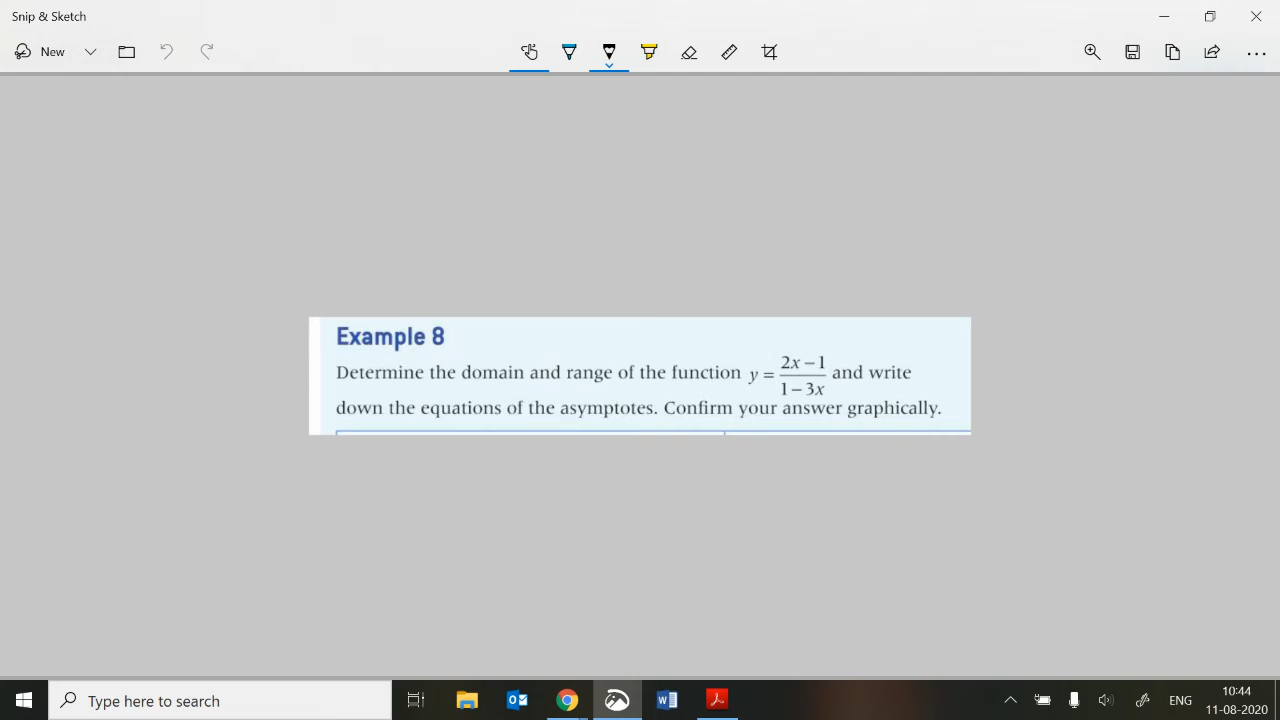 Snip & Sketch
New
Example 8
Determine the domain and range of the function y = \frac{2x − 1}{1 − 3x} and write
down the equations of the asymptotes. Confirm your answer graphically.
Type here to search
ENG
10:44
11-08-2020